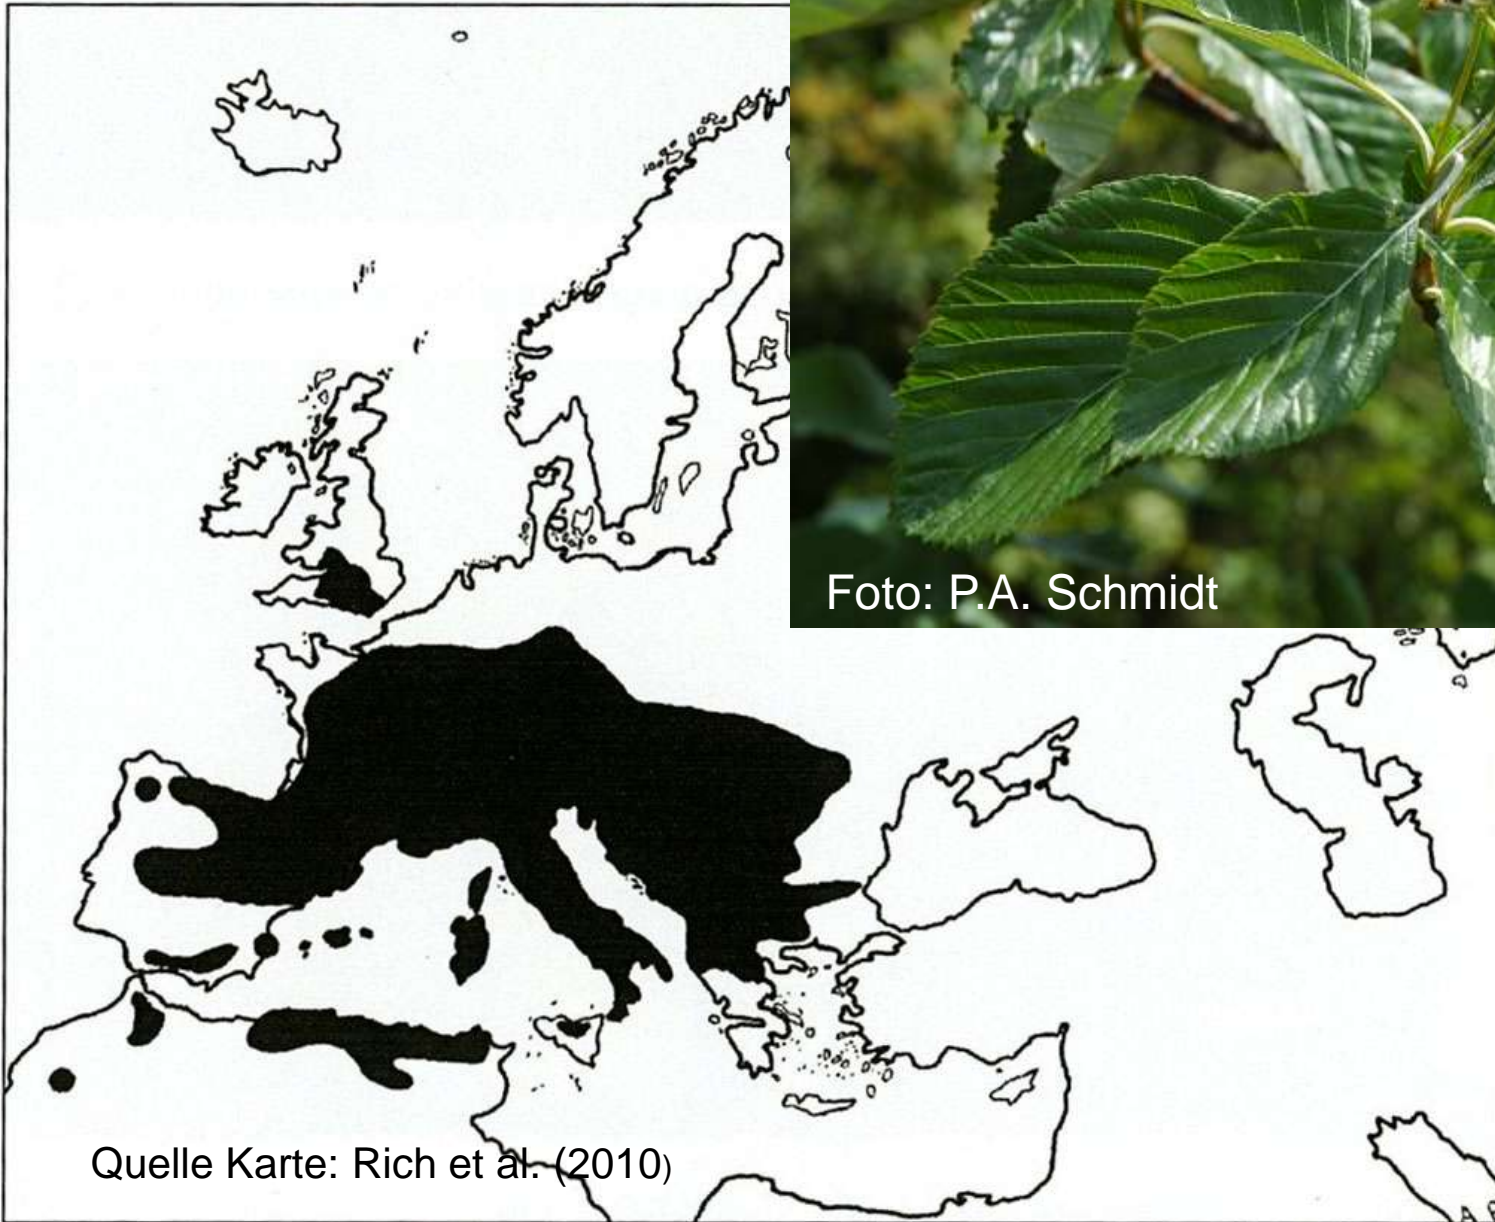 Foto: P.A. Schmidt
Quelle Karte: Rich et al. (2010)